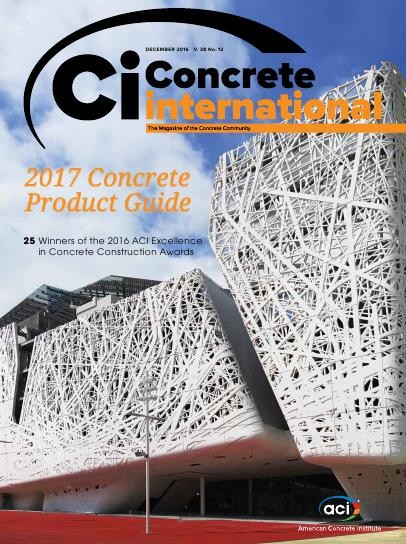 DECEMBER 2016 V. 38 No. 12
Ci Concrete
international
The Magazine of the Concrete Community
2017 Concrete
Product Guide
25 Winners of the 2016 ACI Excellence
in Concrete Construction Awards
aci
American Concrete Institute